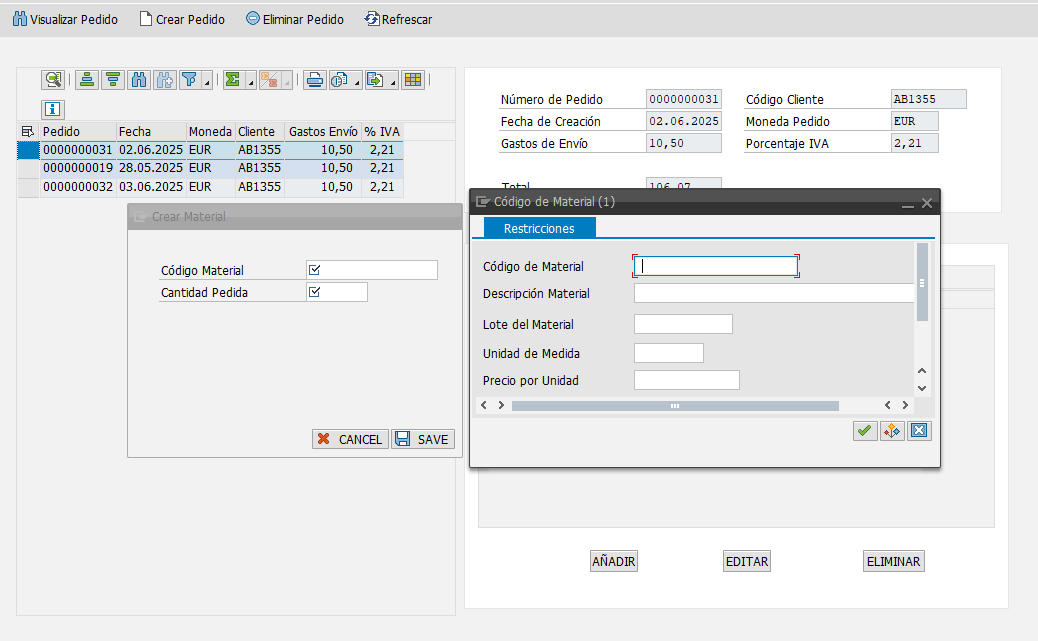 Visualizar Pedido Crear Pedido Eliminar Pedido Refrescar
Pedido Fecha Moneda Cliente Gastos Envío % IVA
0000000031 02.06.2025 EUR AB1355 10,50 2,21
0000000019 28.05.2025 EUR AB1355 10,50 2,21
0000000032 03.06.2025 EUR AB1355 10,50 2,21
Número de Pedido 0000000031 Código Cliente AB1355
Fecha de Creación 02.06.2025 Moneda Pedido EUR
Gastos de Envío 10,50 Porcentaje IVA 2,21
Total 106,07
Crear Material
Código Material
Cantidad Pedida
CANCEL SAVE
Código de Material (1)
Restricciones
Código de Material
Descripción Material
Lote del Material
Unidad de Medida
Precio por Unidad
AÑADIR EDITAR ELIMINAR